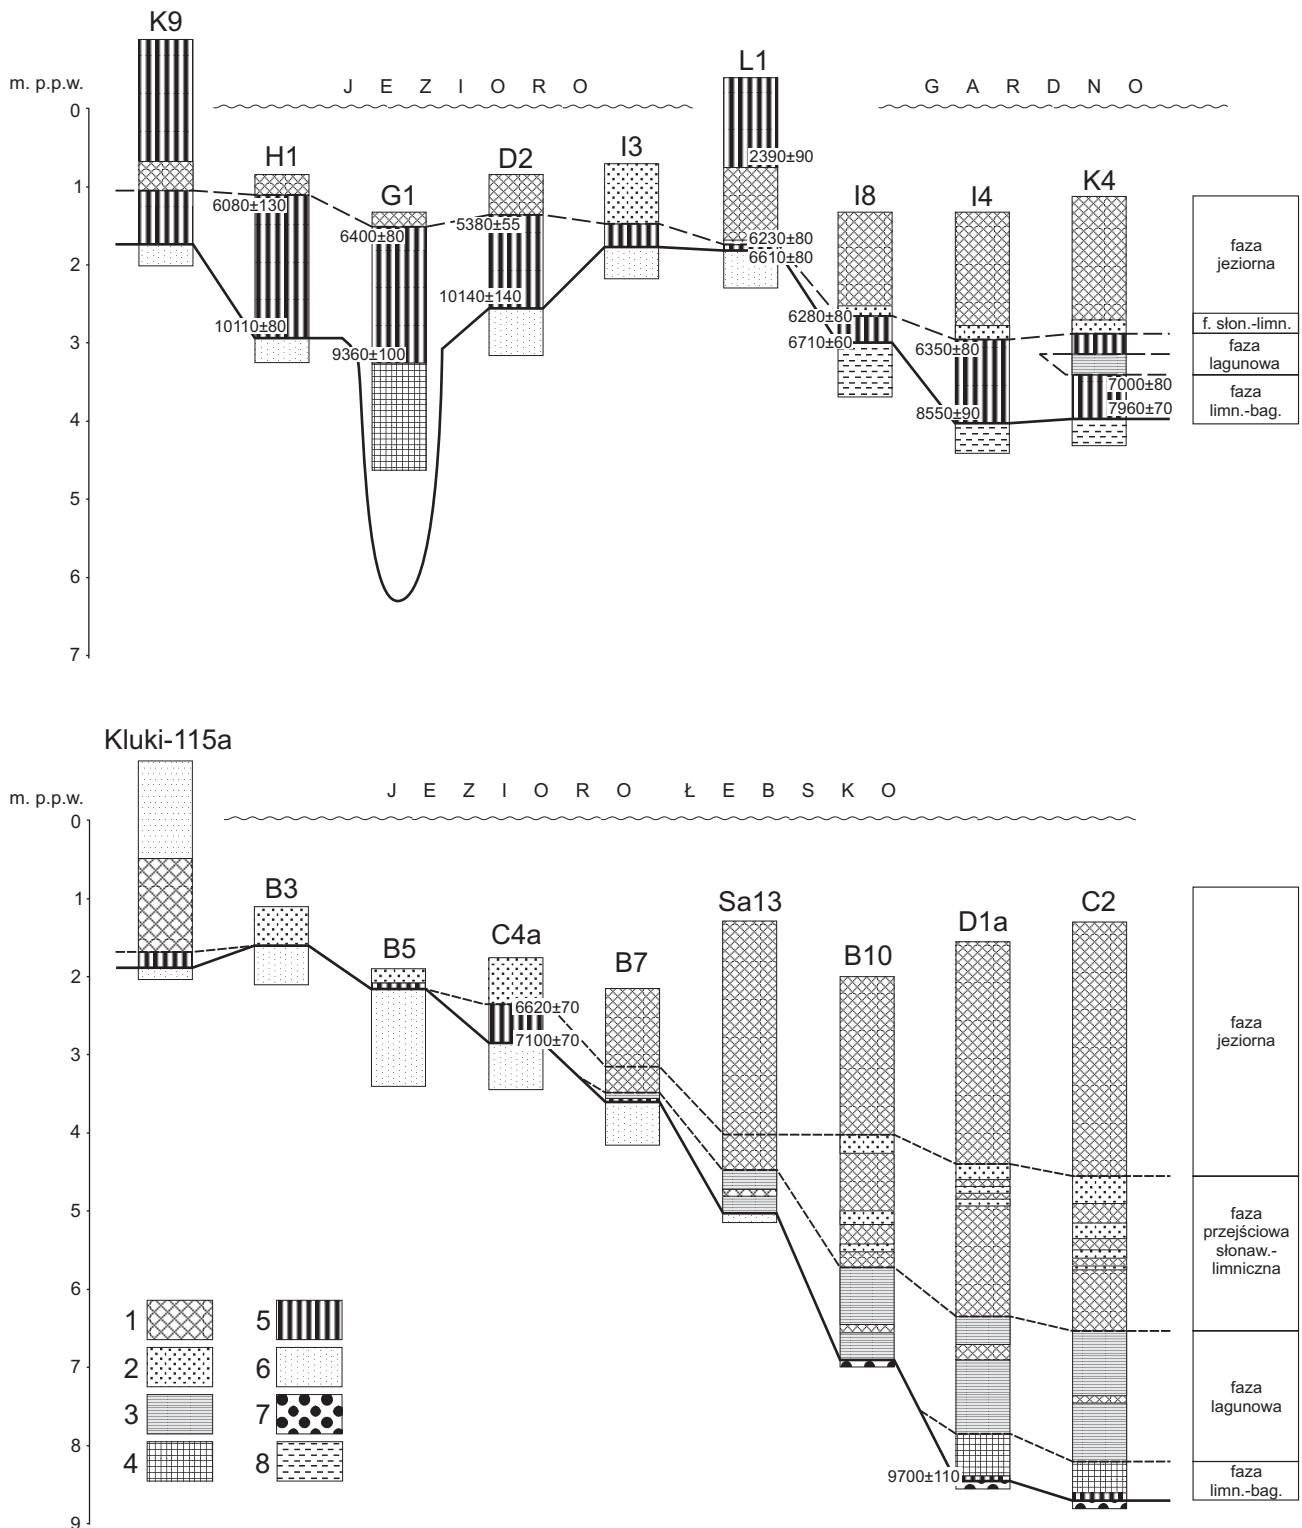 K9
L1
m. p.p.w.
JEZIORO
GARDNO
0
H1
I3
D2
2390±90
K4
1
G1
I8
I4
6080±130
5380±55
6400±80
6230±80
faza
jeziorna
2
6610±80
10140±140
6280±80
f. słon.-limn.
10110±80
3
9360±100
6710±60
6350±80
faza
lagunowa
7000±80
faza
limn.-bag.
4
8550±90
7960±70
5
6
7
Kluki-115a
JEZIORO ŁEBSKO
m. p.p.w.
0
1
B3
Sa13
C2
D1a
B5
C4a
B7
B10
2
6620±70
faza
jeziorna
7100±70
3
4
5
faza
przejściowa
słonaw.-
limniczna
6
1
5
2
6
7
faza
lagunowa
3
7
8
4
8
9700±110
faza
limn.-bag.
9